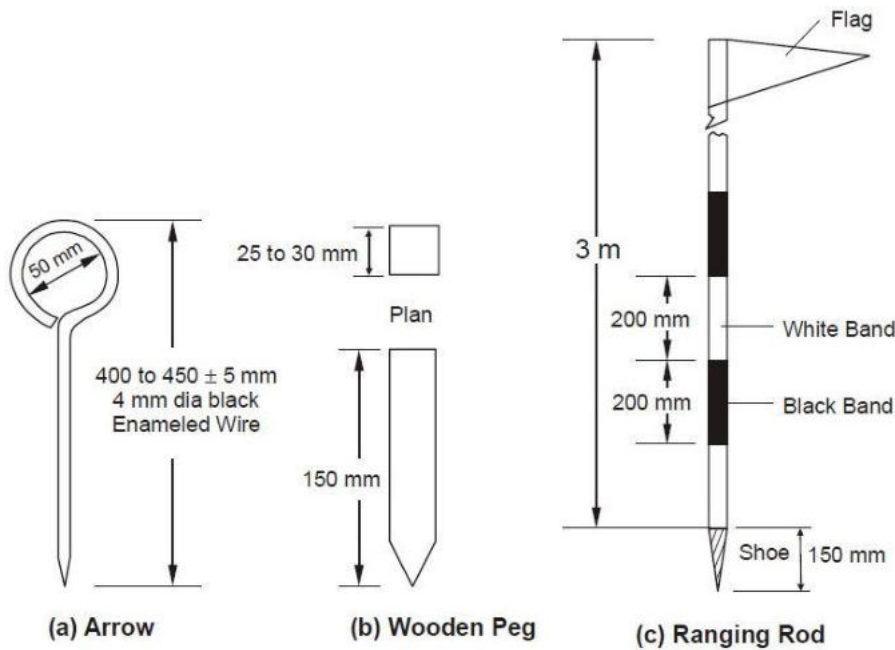 50 mm
400 to 450 ± 5 mm
4 mm dia black
Enameled Wire
(a) Arrow
25 to 30 mm
Plan
150 mm
(b) Wooden Peg
Flag
3 m
200 mm
White Band
200 mm
Black Band
Shoe
150 mm
(c) Ranging Rod